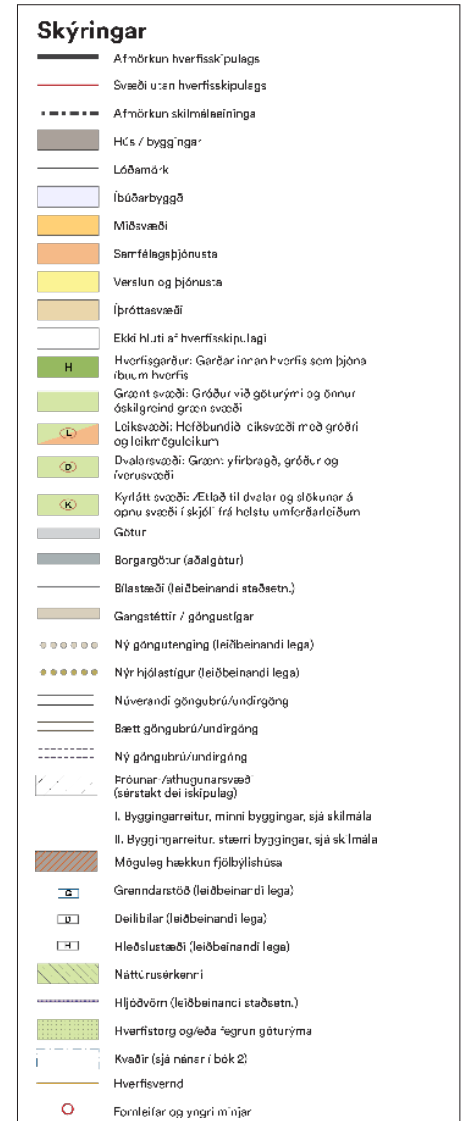 Skýringar
Afmörkun hverfisskipulags
Svæði utan hverfisskipulags
Afmörkun skilmálaeininga
Hús / byggingar
Lóðamörk
Íbúðarbyggð
Miðsvæði
Samfélagsþjónusta
Verslun og þjónusta
Íþróttasvæði
Ekki hluti af hverfisskipulagi
H
Hverfisgarður: Garðar innan hverfis sem þjóna
íbúum hverfis
Grænt svæði: Gróður við göturými og önnur
óskilgreind græn svæði
L
Leiksvæði: Hefðbundið leiksvæði með gróðri
og leikmöguleikum
D
Dvalarsvæði: Grænt yfirbragð, gróður og
íverusvæði
K
Kyrlátt svæði: Ætlað til dvalar og slökunar á
opnu svæði í skjóli frá helstu umferðarleiðum
Götur
Borgargötur (aðalgötur)
Bílastæði (leiðbeinandi staðsetn.)
Gangstéttir / göngustígar
Ný göngutenging (leiðbeinandi lega)
Nýr hjólastígur (leiðbeinandi lega)
Núverandi göngubrú/undirgöng
Bætt göngubrú/undirgöng
Ný göngubrú/undirgöng
Þróunar-/athugunarsvæði
(sérstakt deiliskipulag)
I. Byggingarreitur, minni byggingar, sjá skilmála
II. Byggingarreitur, stærri byggingar, sjá skilmála
Möguleg hækkun fjölbýlishúsa
G
Grenndarstöð (leiðbeinandi lega)
D
Deilibílar (leiðbeinandi lega)
H
Hleðslustæði (leiðbeinandi lega)
Náttúrusérkenni
Hljóðvörn (leiðbeinandi staðsetn.)
Hverfistorg og/eða fegrun göturýma
Kvaðir (sjá nánar í bók 2)
Hverfisvernd
Fornleifar og yngri minjar